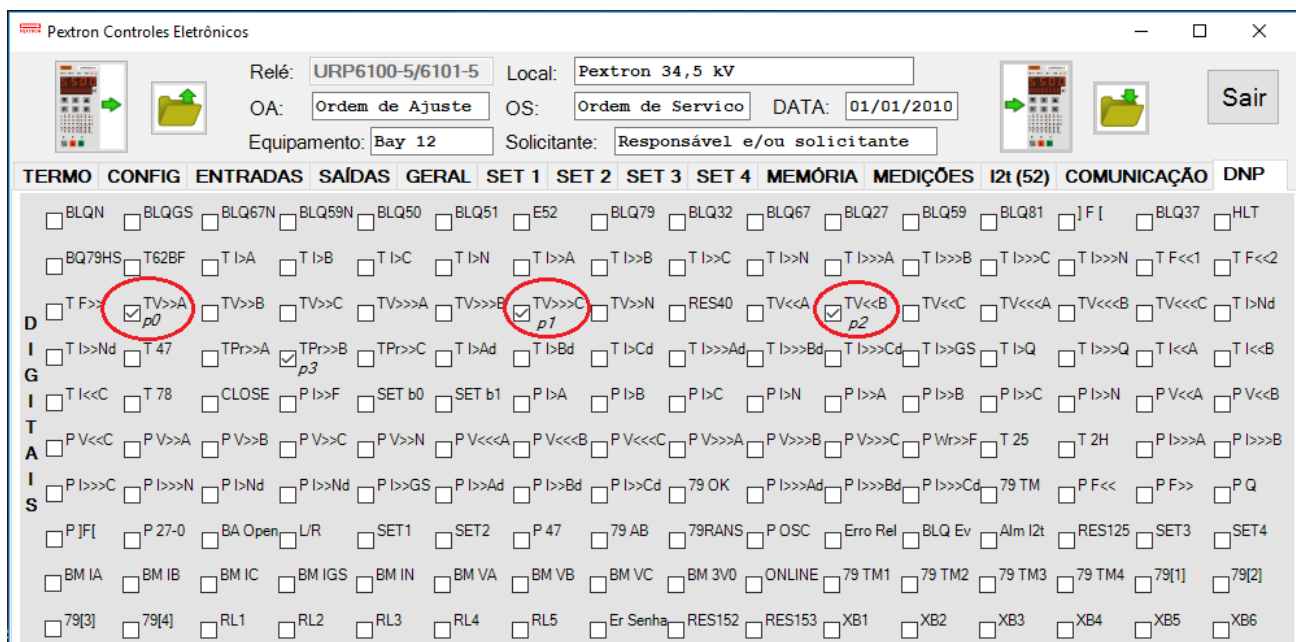 PEXTRON Pextron Controles Eletrônicos
Relé: URP6100-5/6101-5 Local: Pextron 34,5 kV
OA: Ordem de Ajuste OS: Ordem de Servico DATA: 01/01/2010
Equipamento: Bay 12 Solicitante: Responsável e/ou solicitante
Sair
TERMO CONFIG ENTRADAS SAÍDAS GERAL SET 1 SET 2 SET 3 SET 4 MEMÓRIA MEDIÇÕES I2t (52) COMUNICAÇÃO DNP
DIGITAIS
BLQN BLQGS BLQ67N BLQ59N BLQ50 BLQ51 E52 BLQ79 BLQ32 BLQ67 BLQ27 BLQ59 BLQ81 ] F [ BLQ37 HLT
BQ79HS T62BF T I>A T I>B T I>C T I>N T I>>A T I>>B T I>>C T I>>N T I>>>A T I>>>B T I>>>C T I>>>N T F<<1 T F<<2
T F>> TV>>A TV>>B TV>>C TV>>>A TV>>>B TV>>>C TV>>N RES40 TV<<A TV<<B TV<<C TV<<<A TV<<<B TV<<<C T I>Nd
p0 p1 p2
T I>>Nd T 47 TPr>>A TPr>>B TPr>>C T I>Ad T I>Bd T I>Cd T I>>>Ad T I>>>Bd T I>>>Cd T I>>GS T I>Q T I>>>Q T I<<A T I<<B
p3
T I<<C T 78 CLOSE P I>>F SET b0 SET b1 P I>A P I>B P I>C P I>N P I>>A P I>>B P I>>C P I>>N P V<<A P V<<B
P V<<C P V>>A P V>>B P V>>C P V>>N P V<<<A P V<<<B P V<<<C P V>>>A P V>>>B P V>>>C P Wr>>F T 25 T 2H P I>>>A P I>>>B
P I>>>C P I>>>N P I>Nd P I>>Nd P I>>GS P I>>Ad P I>>Bd P I>>Cd 79 OK P I>>>Ad P I>>>Bd P I>>>Cd 79 TM P F<< P F>> P Q
P ]F[ P 27-0 BA Open L/R SET1 SET2 P 47 79 AB 79RANS P OSC Erro Rel BLQ Ev Alm I2t RES125 SET3 SET4
BM IA BM IB BM IC BM IGS BM IN BM VA BM VB BM VC BM 3V0 ONLINE 79 TM1 79 TM2 79 TM3 79 TM4 79[1] 79[2]
79[3] 79[4] RL1 RL2 RL3 RL4 RL5 Er Senha RES152 RES153 XB1 XB2 XB3 XB4 XB5 XB6